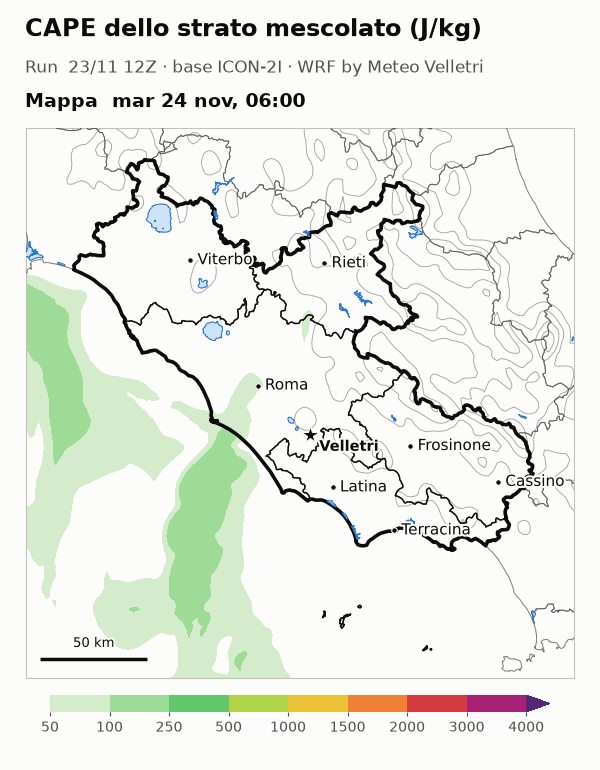 CAPE dello strato mescolato (J/kg)
Run  23/11 12Z · base ICON-2I · WRF by Meteo Velletri
Mappa  mar 24 nov, 06:00
Viterbo
Rieti
Roma
Velletri
Frosinone
Cassino
Latina
Terracina
50 km
50 100 250 500 1000 1500 2000 3000 4000